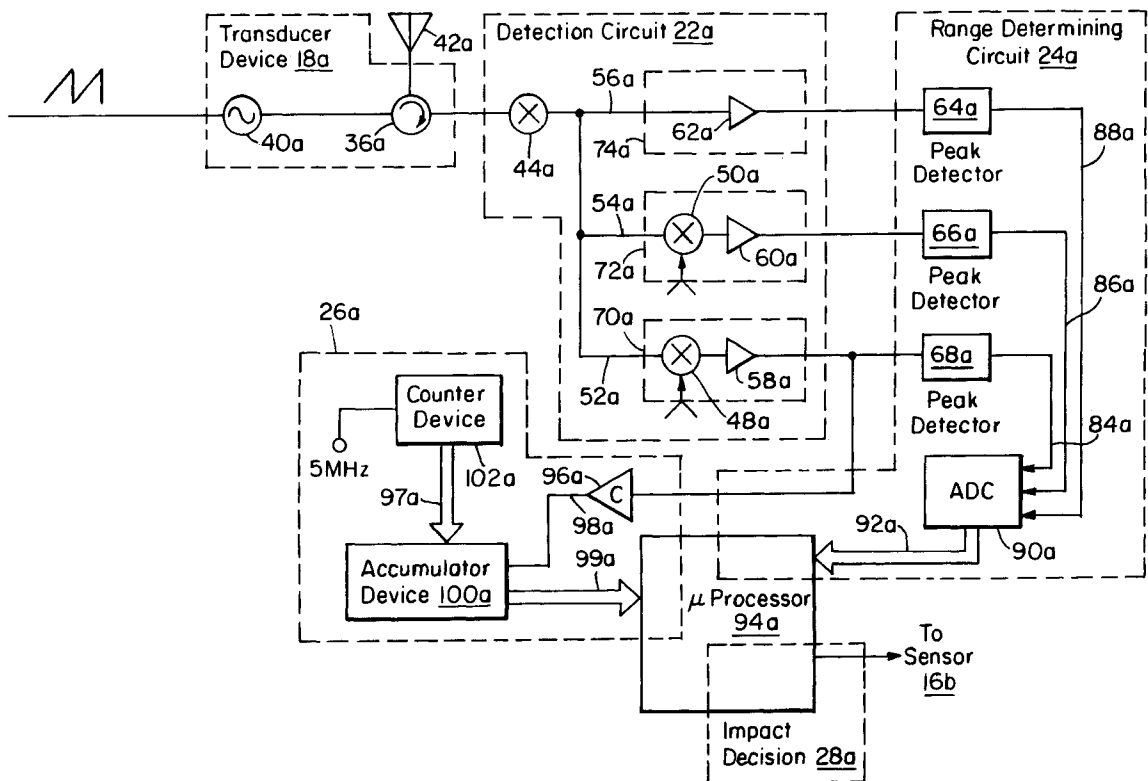 Transducer
Device 18a
42a
Detection Circuit 22a
Range Determining
Circuit 24a
40a
36a
44a
56a
62a
74a
64a
Peak
Detector
88a
50a
54a
60a
72a
66a
Peak
Detector
86a
26a
70a
58a
52a
48a
68a
Peak
Detector
84a
Counter
Device
5MHz
102a
97a
96a
C
98a
ADC
92a
90a
Accumulator
Device 100a
99a
μ Processor
94a
To
Sensor
16b
Impact
Decision 28a